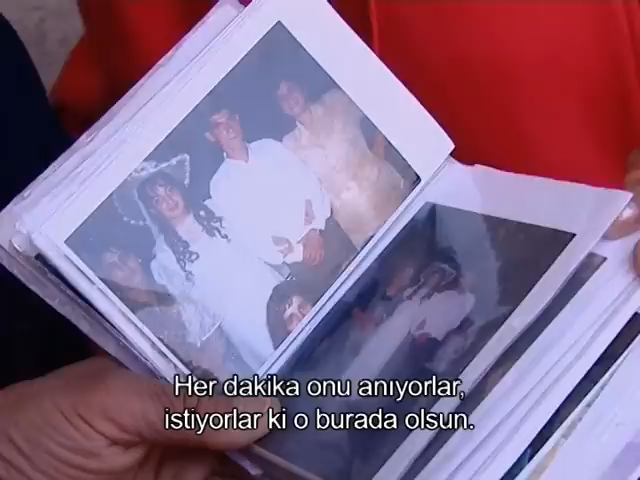 Her dakika onu anıyorlar,
istiyorlar ki o burada olsun.